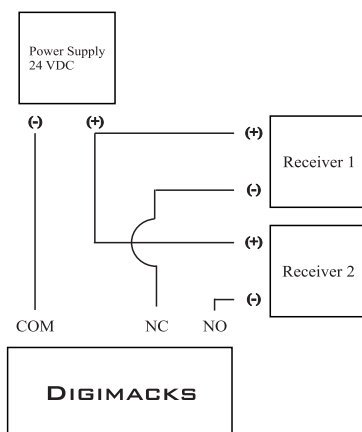 Power Supply
24 VDC
(-) (+)
(+)
Receiver 1
(-)
(+)
Receiver 2
(-)
COM NC NO
DIGIMACKS